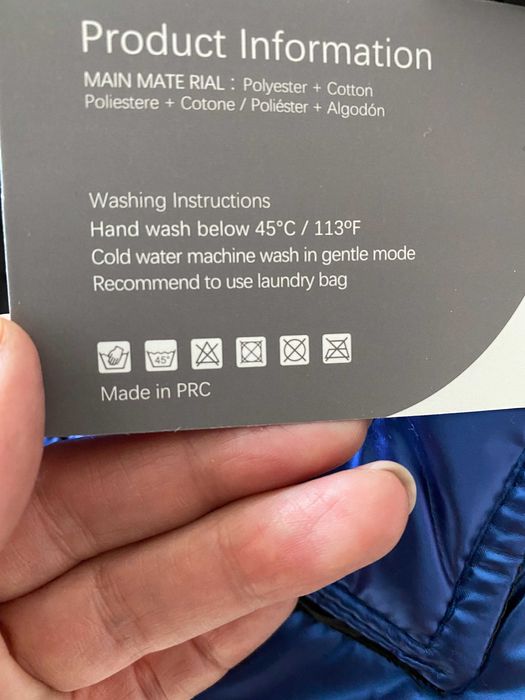 Product Information
MAIN MATE RIAL : Polyester + Cotton
Poliestere + Cotone / Poliéster + Algodón
Washing Instructions
Hand wash below 45°C / 113ºF
Cold water machine wash in gentle mode
Recommend to use laundry bag
45°
Made in PRC